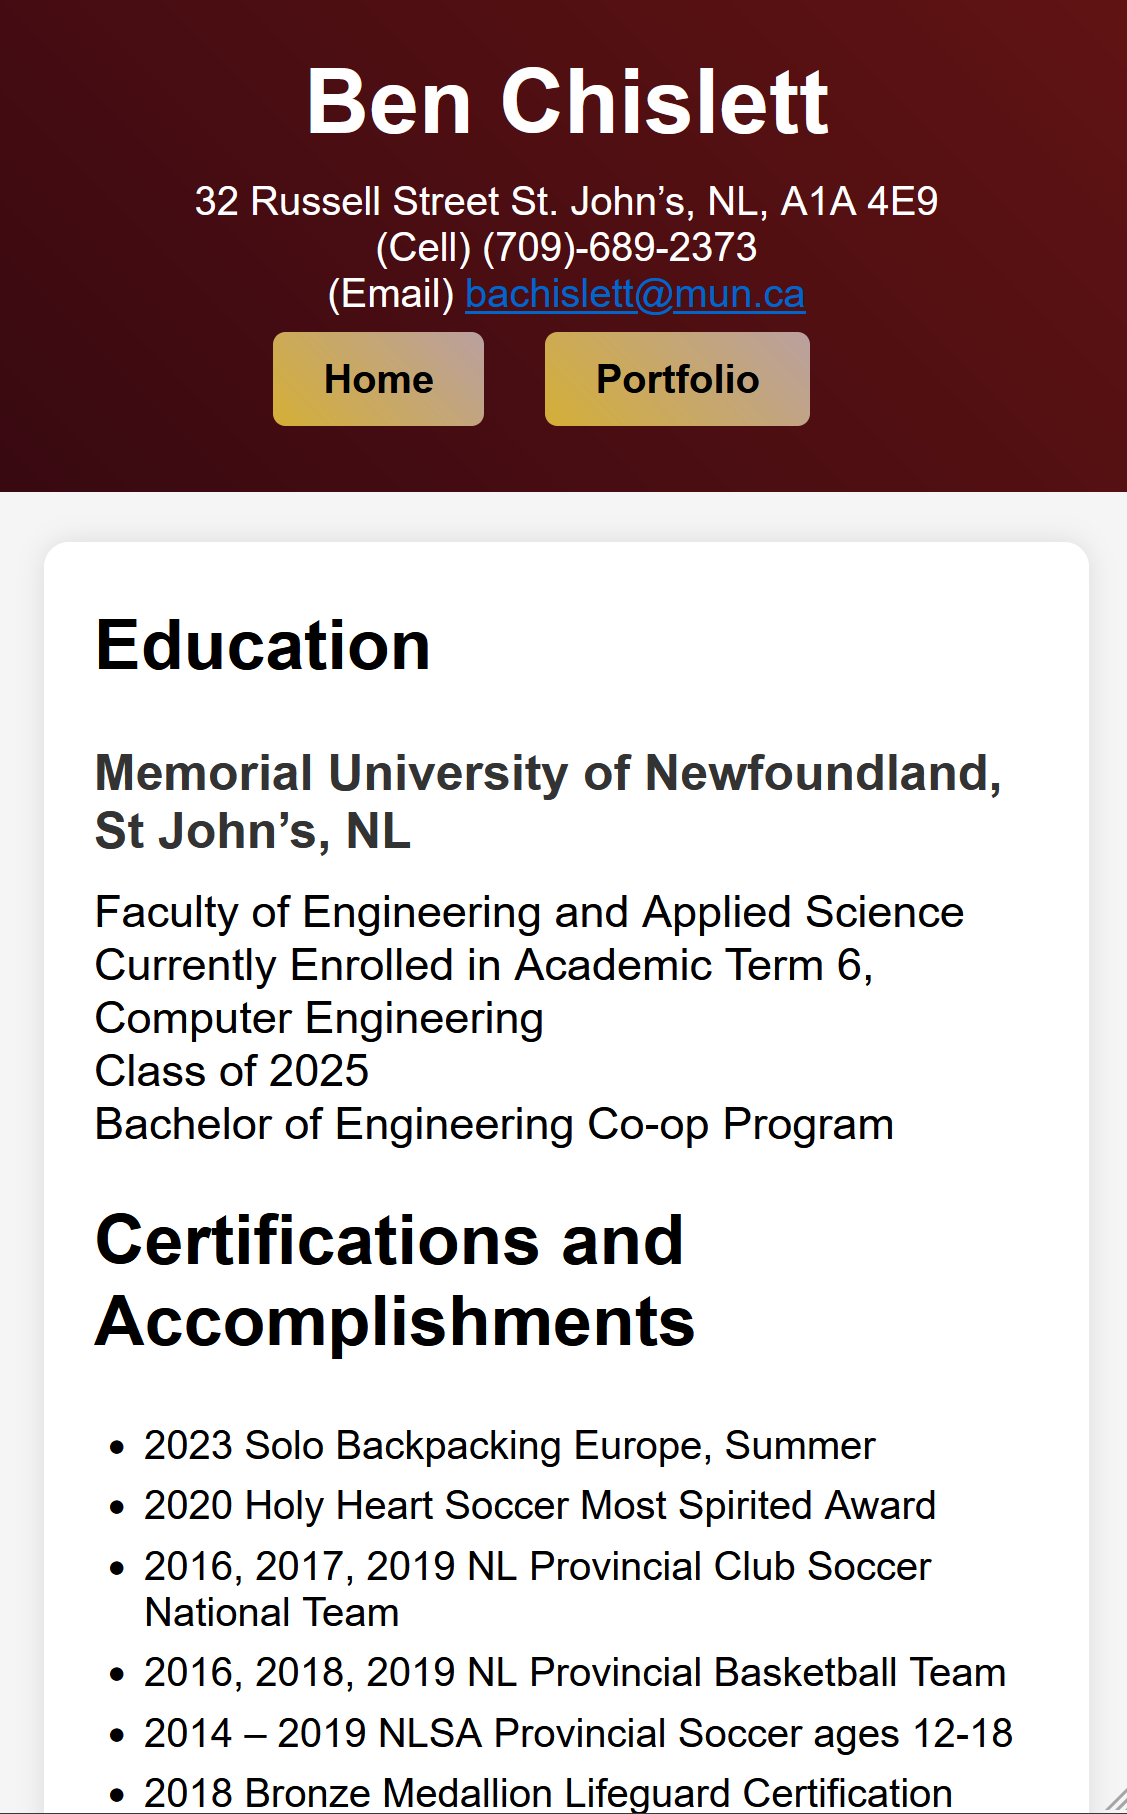 Ben Chislett
32 Russell Street St. John’s, NL, A1A 4E9
(Cell) (709)-689-2373
(Email) bachislett@mun.ca
Home Portfolio
Education
Memorial University of Newfoundland,
St John’s, NL
Faculty of Engineering and Applied Science
Currently Enrolled in Academic Term 6,
Computer Engineering
Class of 2025
Bachelor of Engineering Co-op Program
Certifications and
Accomplishments
• 2023 Solo Backpacking Europe, Summer
• 2020 Holy Heart Soccer Most Spirited Award
• 2016, 2017, 2019 NL Provincial Club Soccer
National Team
• 2016, 2018, 2019 NL Provincial Basketball Team
• 2014 – 2019 NLSA Provincial Soccer ages 12-18
• 2018 Bronze Medallion Lifeguard Certification